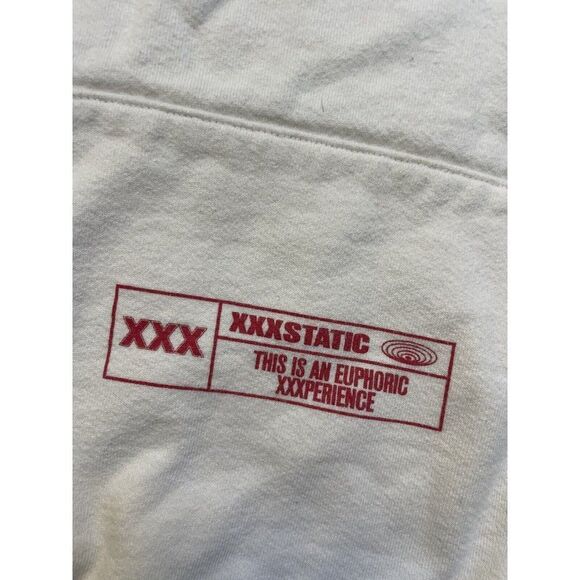 XXX
XXXSTATIC
THIS IS AN EUPHORIC
XXXPERIENCE